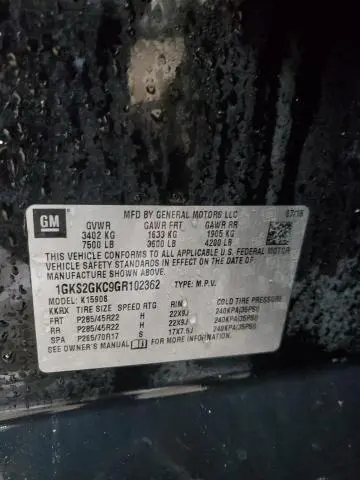 MFD BY GENERAL MOTORS LLC 07/15
GM
GVWR GAWR FRT GAWR RR
3402 KG 1633 KG 1905 KG
7500 LB 3600 LB 4200 LB
THIS VEHICLE CONFORMS TO ALL APPLICABLE U.S. FEDERAL MOTOR
VEHICLE SAFETY STANDARDS IN EFFECT ON THE DATE OF
MANUFACTURE SHOWN ABOVE.
1GKS2GKC9GR102362 TYPE: M.P.V.
MODEL: K15906
KKRX TIRE SIZE SPEED RTG RIM COLD TIRE PRESSURE
FRT P285/45R22 H 22X9J 240KPA(35PSI)
RR P285/45R22 H 22X9J 240KPA(35PSI)
SPA P265/70R17 S 17X7.5J 240KPA(35PSI)
SEE OWNER'S MANUAL FOR MORE INFORMATION.